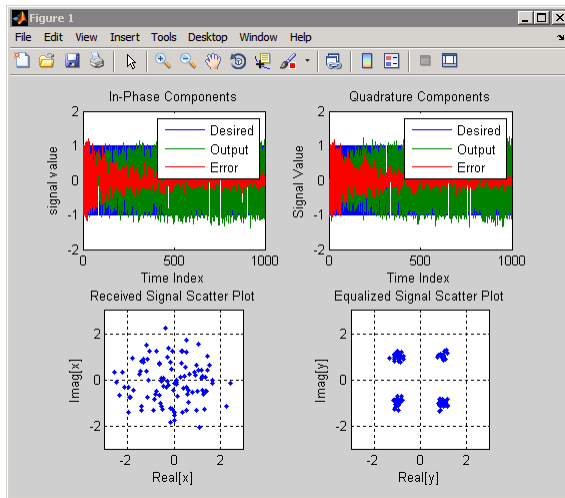 Figure 1
File Edit View Insert Tools Desktop Window Help
In-Phase Components
2
1
0
-1
-2
signal value
Desired
Output
Error
0 500 1000
Time Index
Quadrature Components
2
1
0
-1
-2
Signal Value
Desired
Output
Error
0 500 1000
Time Index
Received Signal Scatter Plot
2
0
-2
Imag[x]
-2 0 2
Real[x]
Equalized Signal Scatter Plot
2
0
-2
Imag[y]
-2 0 2
Real[y]